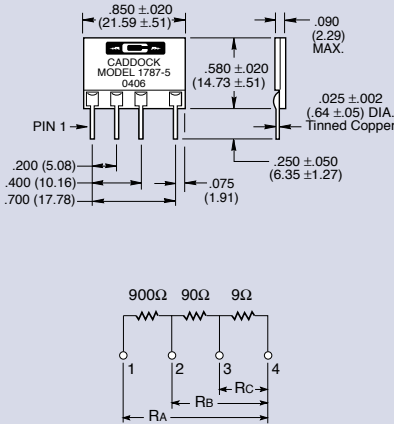 .850 ±.020
(21.59 ±.51)
.090
(2.29)
MAX.
C
CADDOCK
MODEL 1787-5
0406
.580 ±.020
(14.73 ±.51)
.025 ±.002
(.64 ±.05) DIA.
Tinned Copper
PIN 1
.200 (5.08)
.400 (10.16)
.700 (17.78)
.075
(1.91)
.250 ±.050
(6.35 ±1.27)
900Ω 90Ω 9Ω
1 2 3 4
RC
RB
RA